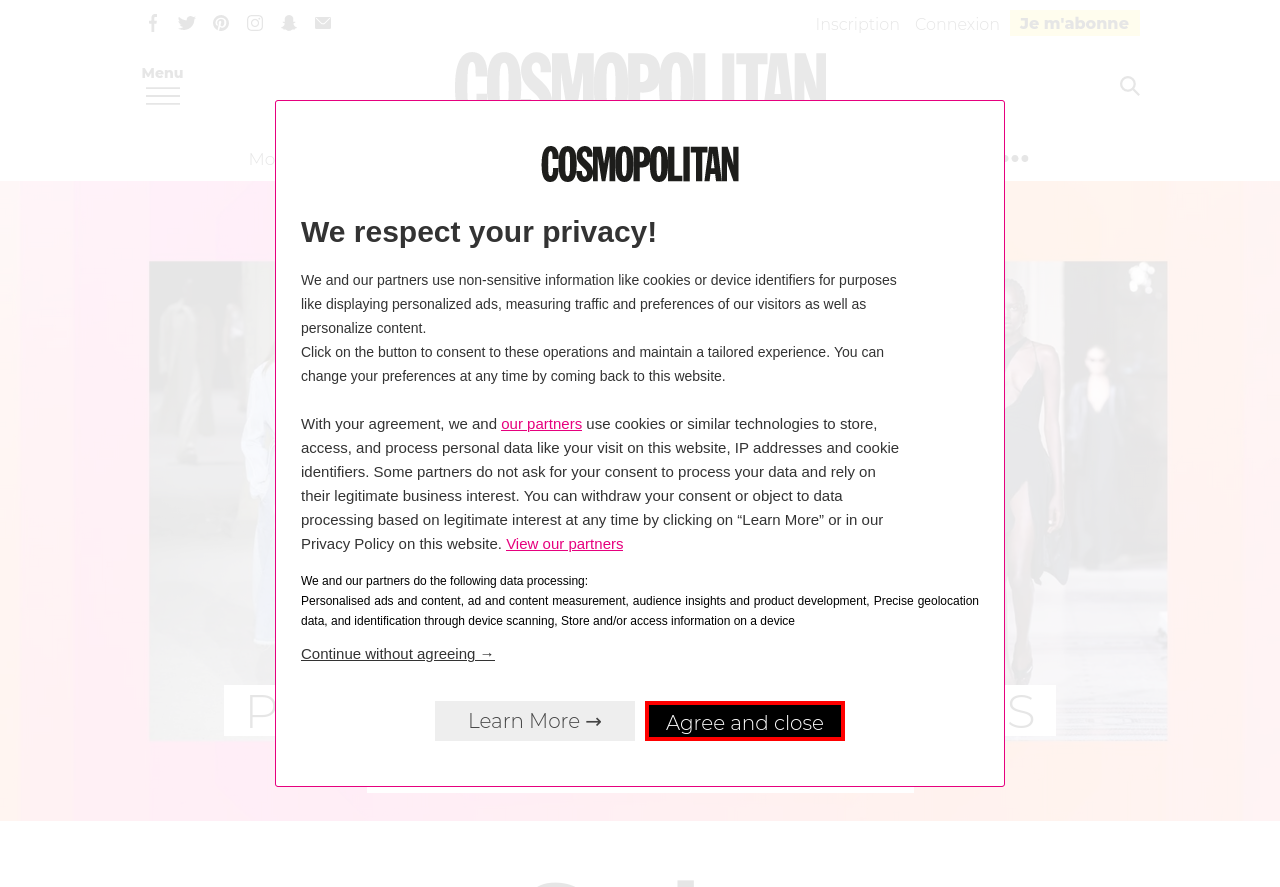 Inscription Connexion Je m'abonne
Menu
COSMOPOLITAN
COSMOPOLITAN
We respect your privacy!
We and our partners use non-sensitive information like cookies or device identifiers for purposes
like displaying personalized ads, measuring traffic and preferences of our visitors as well as
personalize content.
Click on the button to consent to these operations and maintain a tailored experience. You can
change your preferences at any time by coming back to this website.
With your agreement, we and our partners use cookies or similar technologies to store,
access, and process personal data like your visit on this website, IP addresses and cookie
identifiers. Some partners do not ask for your consent to process your data and rely on
their legitimate business interest. You can withdraw your consent or object to data
processing based on legitimate interest at any time by clicking on “Learn More” or in our
Privacy Policy on this website. View our partners
We and our partners do the following data processing:
Personalised ads and content, ad and content measurement, audience insights and product development, Precise geolocation
data, and identification through device scanning, Store and/or access information on a device
Continue without agreeing →
Learn More → Agree and close